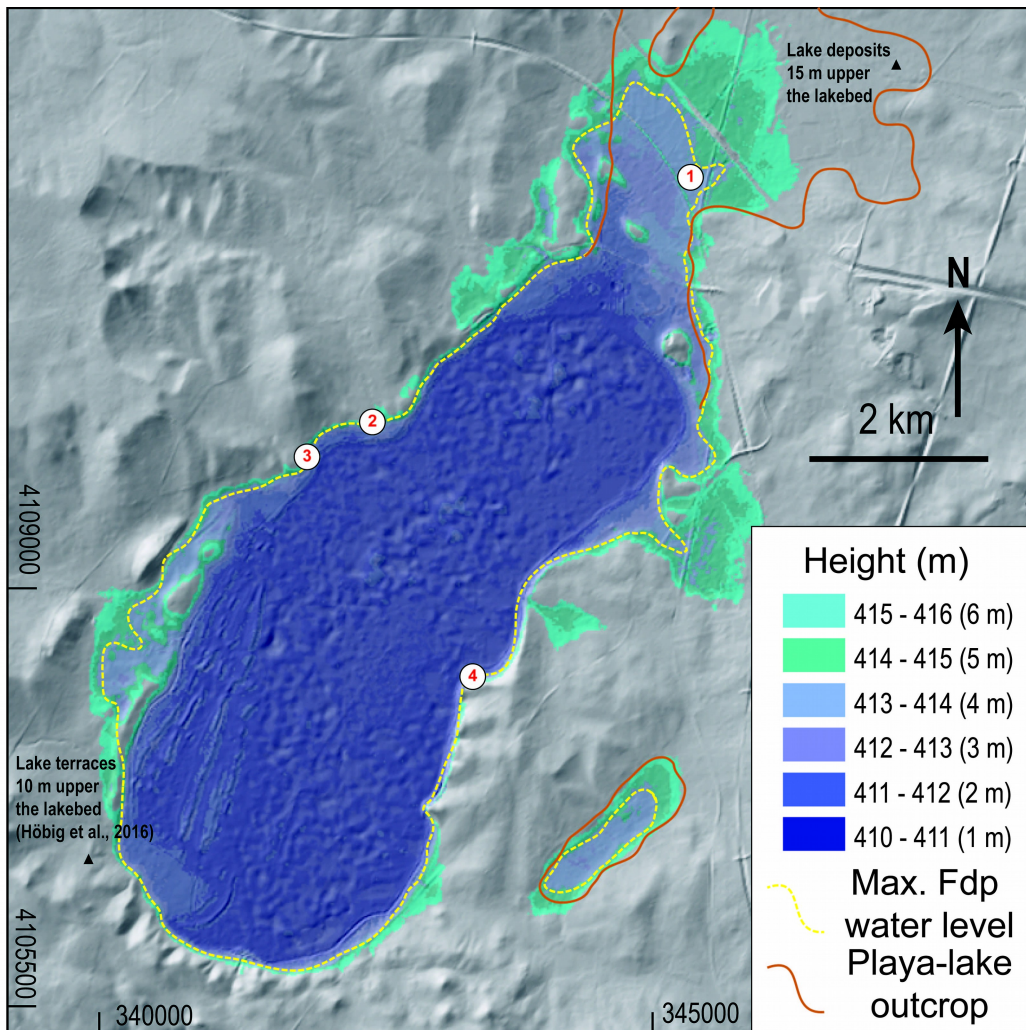 Lake deposits
15 m upper
the lakebed
1
N
2 km
2
3
4109000
4
Lake terraces
10 m upper
the lakebed
(Höbig et al., 2016)
4105500
340000
345000
Height (m)
415 - 416 (6 m)
414 - 415 (5 m)
413 - 414 (4 m)
412 - 413 (3 m)
411 - 412 (2 m)
410 - 411 (1 m)
Max. Fdp
water level
Playa-lake
outcrop